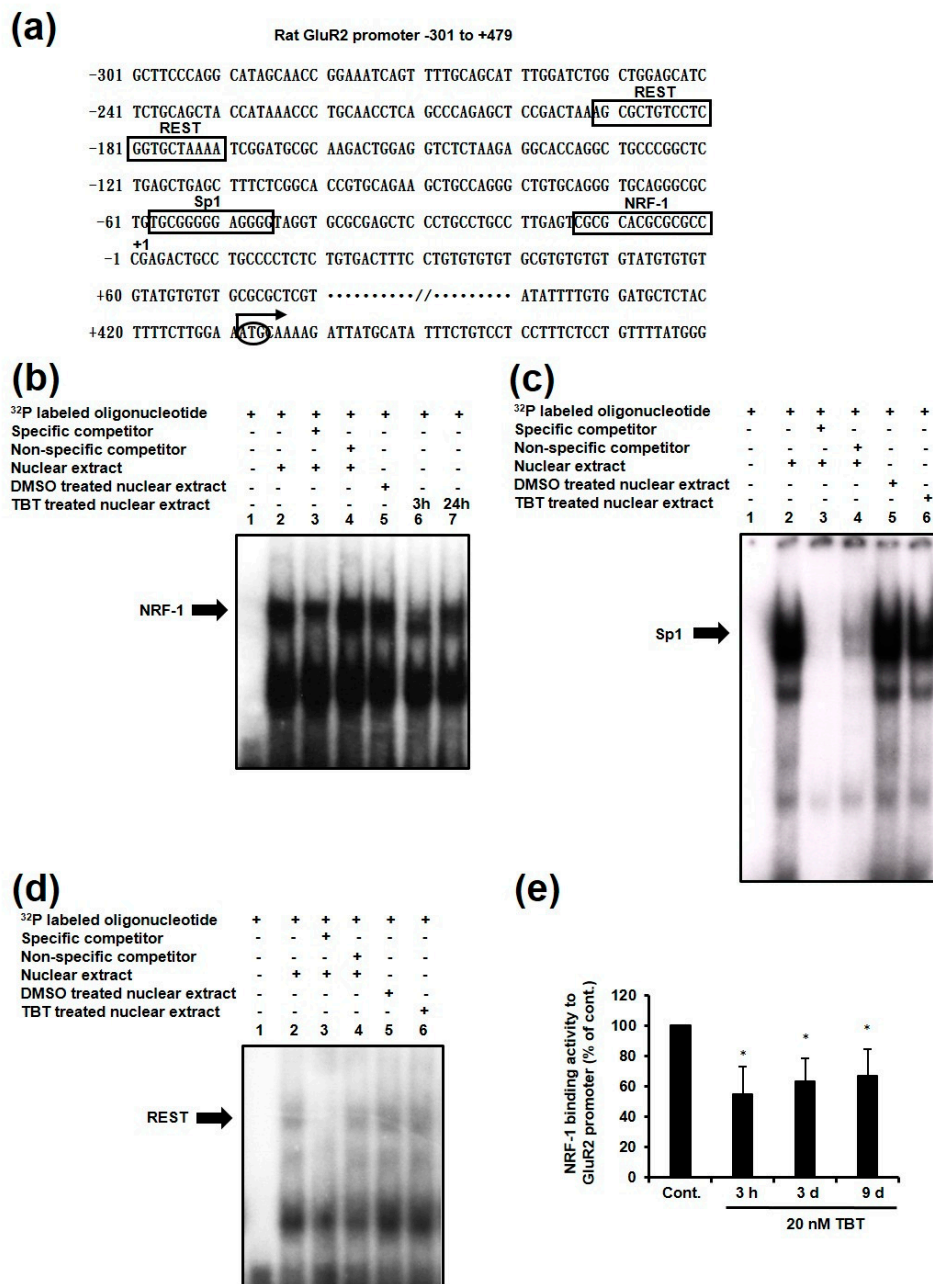 (a)
Rat GluR2 promoter -301 to +479
-301 GCTTCCCAGG CATAGCAACC GGAAATCAGT TTTGCAGCAT TTGGATCTGG CTGGAGCATC
REST
-241 TCTGCAGCTA CCATAAACCC TGCAACCTCA GCCCAGAGCT CCGACTAAAG CGCTGTCCTC
REST
-181 GGTGCTAAAA TCGGATGCGC AAGACTGGAG GTCTCTAAGA GGCACCAGGC TGCCCGGCTC
-121 TGAGCTGAGC TTTCTCGGCA CCGTGCAGAA GCTGCCAGGG CTGTGCAGGG TGCAGGGCGC
Sp1 NRF-1
-61 TGTGCGGGGG AGGGGTAGGT GCGCGAGCTC CCTGCCTGCC TTGAGTCGCG CACGCGCGCC
+1
-1 CGAGACTGCC TGCCCCTCTC TGTGACTTTCC CTGTGTGTGT GCGTGTGTGT GTATGTGTGT
+60 GTATGTGTGT GCGCGCTCGT ··········//········· ATATTTTGTG GATGCTCTAC
+420 TTTTCTTGGA AATGCAAAAG ATTATGCATA TTTCTGTCCT CCTTTCTCCT GTTTTATGGG
(b)
32P labeled oligonucleotide + + + + + + +
Specific competitor - - + - - - -
Non-specific competitor - - - + - - -
Nuclear extract - + + + - - -
DMSO treated nuclear extract - - - - + - -
TBT treated nuclear extract - - - - - 3h 24h
1 2 3 4 5 6 7
NRF-1
(c)
32P labeled oligonucleotide + + + + + +
Specific competitor - - + - - -
Non-specific competitor - - - + - -
Nuclear extract - + + + - -
DMSO treated nuclear extract - - - - + -
TBT treated nuclear extract - - - - - +
1 2 3 4 5 6
Sp1
(d)
32P labeled oligonucleotide + + + + + +
Specific competitor - - + - - -
Non-specific competitor - - - + - -
Nuclear extract - + + + - -
DMSO treated nuclear extract - - - - + -
TBT treated nuclear extract - - - - - +
1 2 3 4 5 6
REST
(e)
NRF-1 binding activity to
GluR2 promoter (% of cont.)
120
100
80
60
40
20
0
* * *
Cont. 3 h 3 d 9 d
20 nM TBT